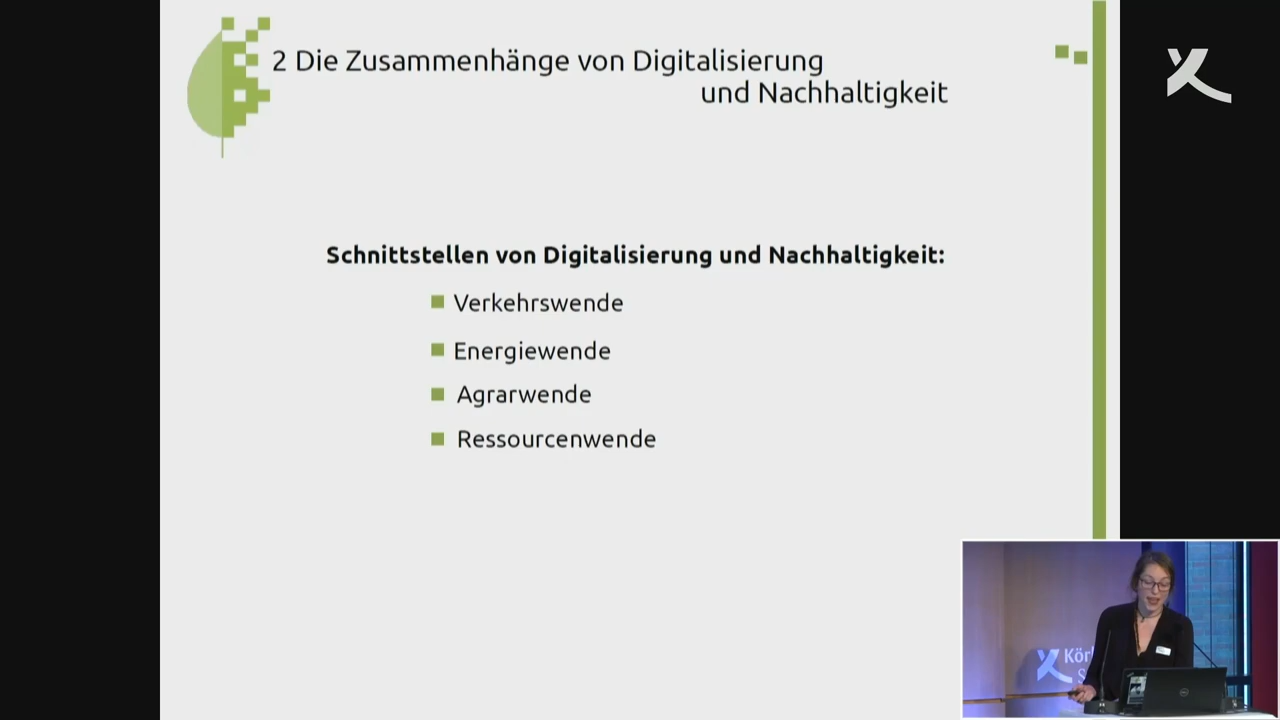 2 Die Zusammenhänge von Digitalisierung
und Nachhaltigkeit
Schnittstellen von Digitalisierung und Nachhaltigkeit:
Verkehrswende
Energiewende
Agrarwende
Ressourcenwende